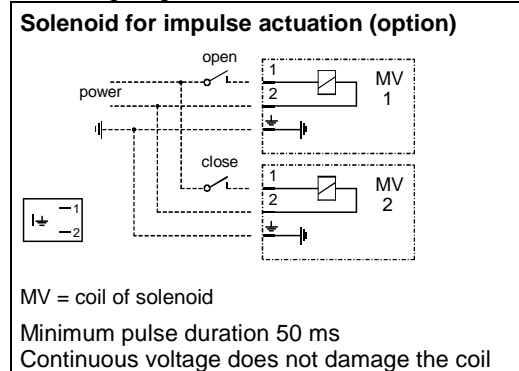 Solenoid for impulse actuation (option)
open
1
2
MV
1
power
close
1
2
MV
2
1
2
MV = coil of solenoid
Minimum pulse duration 50 ms
Continuous voltage does not damage the coil